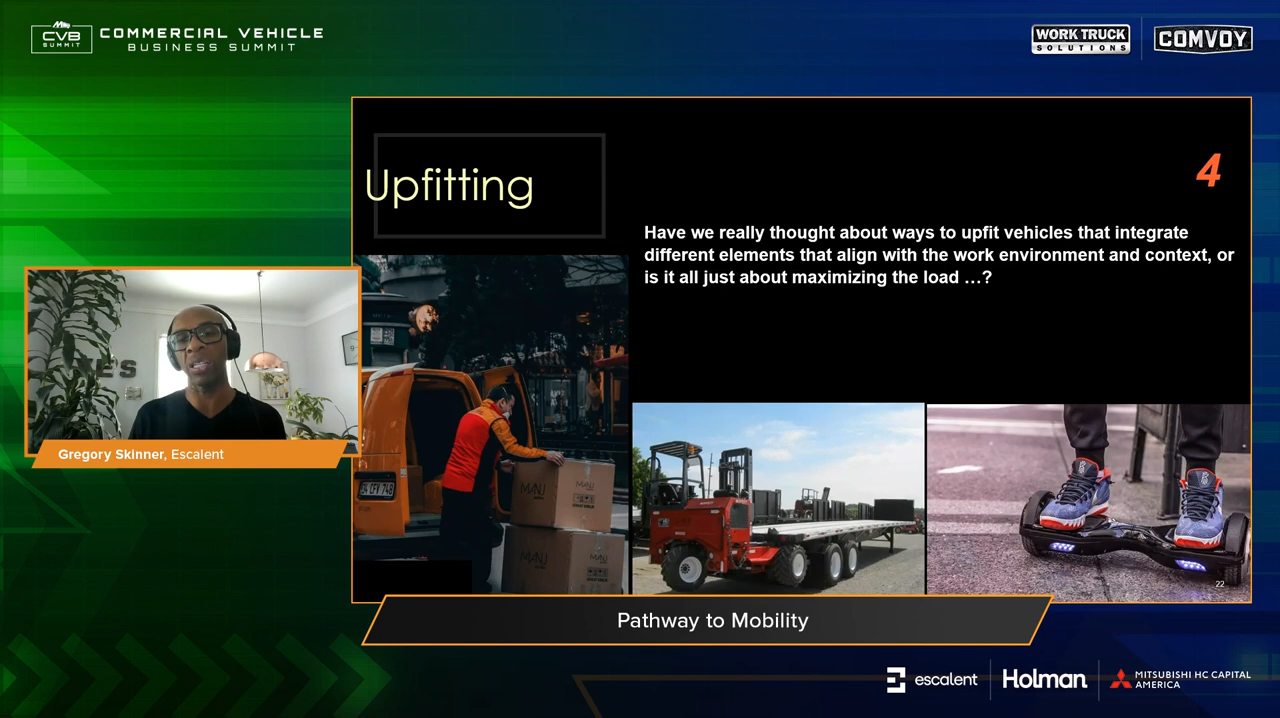 CVB
SUMMIT
COMMERCIAL VEHICLE
BUSINESS SUMMIT
WORK TRUCK
SOLUTIONS
COMVOY
Upfitting
4
Have we really thought about ways to upfit vehicles that integrate
different elements that align with the work environment and context, or
is it all just about maximizing the load …?
Gregory Skinner, Escalent
MANJ
MANJ
22
Pathway to Mobility
escalent
Holman
MITSUBISHI HC CAPITAL
AMERICA